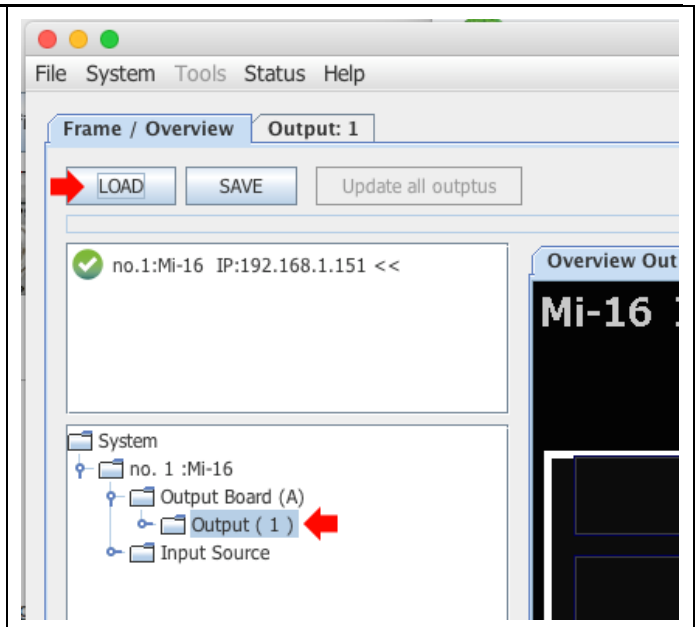 File System Tools Status Help
Frame / Overview Output: 1
LOAD SAVE Update all outptus
no.1:Mi-16 IP:192.168.1.151 <<
Overview Out
Mi-16
System
no. 1 :Mi-16
Output Board (A)
Output ( 1 )
Input Source